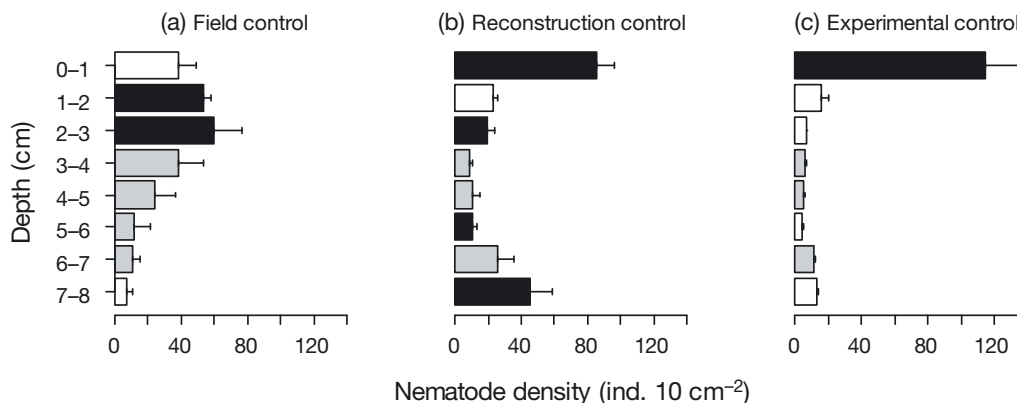 (a) Field control (b) Reconstruction control (c) Experimental control
Depth (cm)
0–1
1–2
2–3
3–4
4–5
5–6
6–7
7–8
0 40 80 120 0 40 80 120 0 40 80 120
Nematode density (ind. 10 cm⁻²)